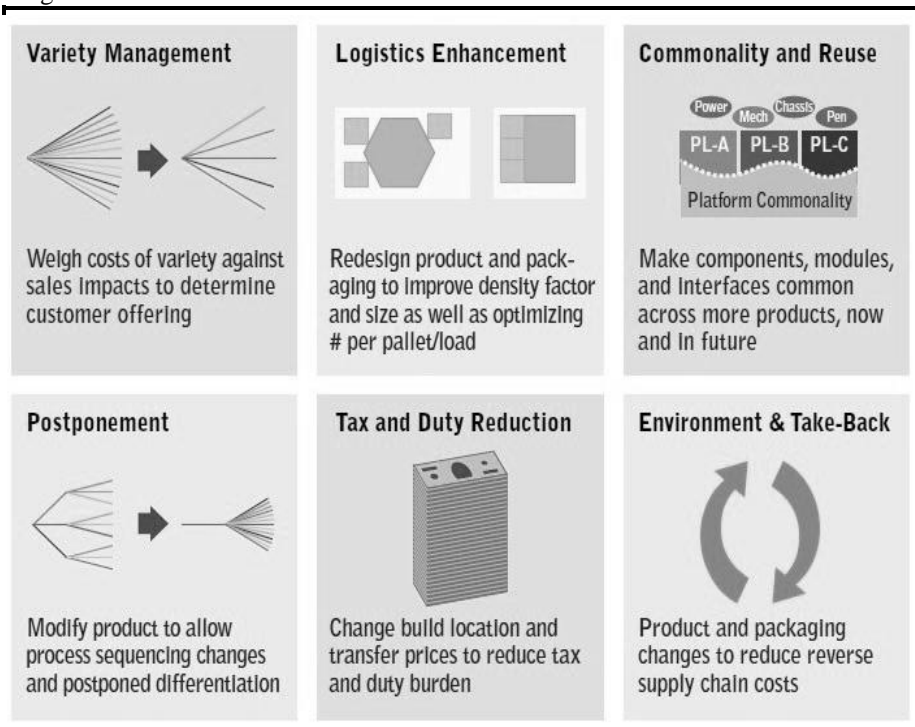 Variety Management
Weigh costs of variety against
sales impacts to determine
customer offering
Logistics Enhancement
Redesign product and pack-
aging to improve density factor
and size as well as optimizing
# per pallet/load
Commonality and Reuse
Power
Mech
Chassis
Pen
PL-A
PL-B
PL-C
Platform Commonality
Make components, modules,
and interfaces common
across more products, now
and in future
Postponement
Modify product to allow
process sequencing changes
and postponed differentiation
Tax and Duty Reduction
Change build location and
transfer prices to reduce tax
and duty burden
Environment & Take-Back
Product and packaging
changes to reduce reverse
supply chain costs